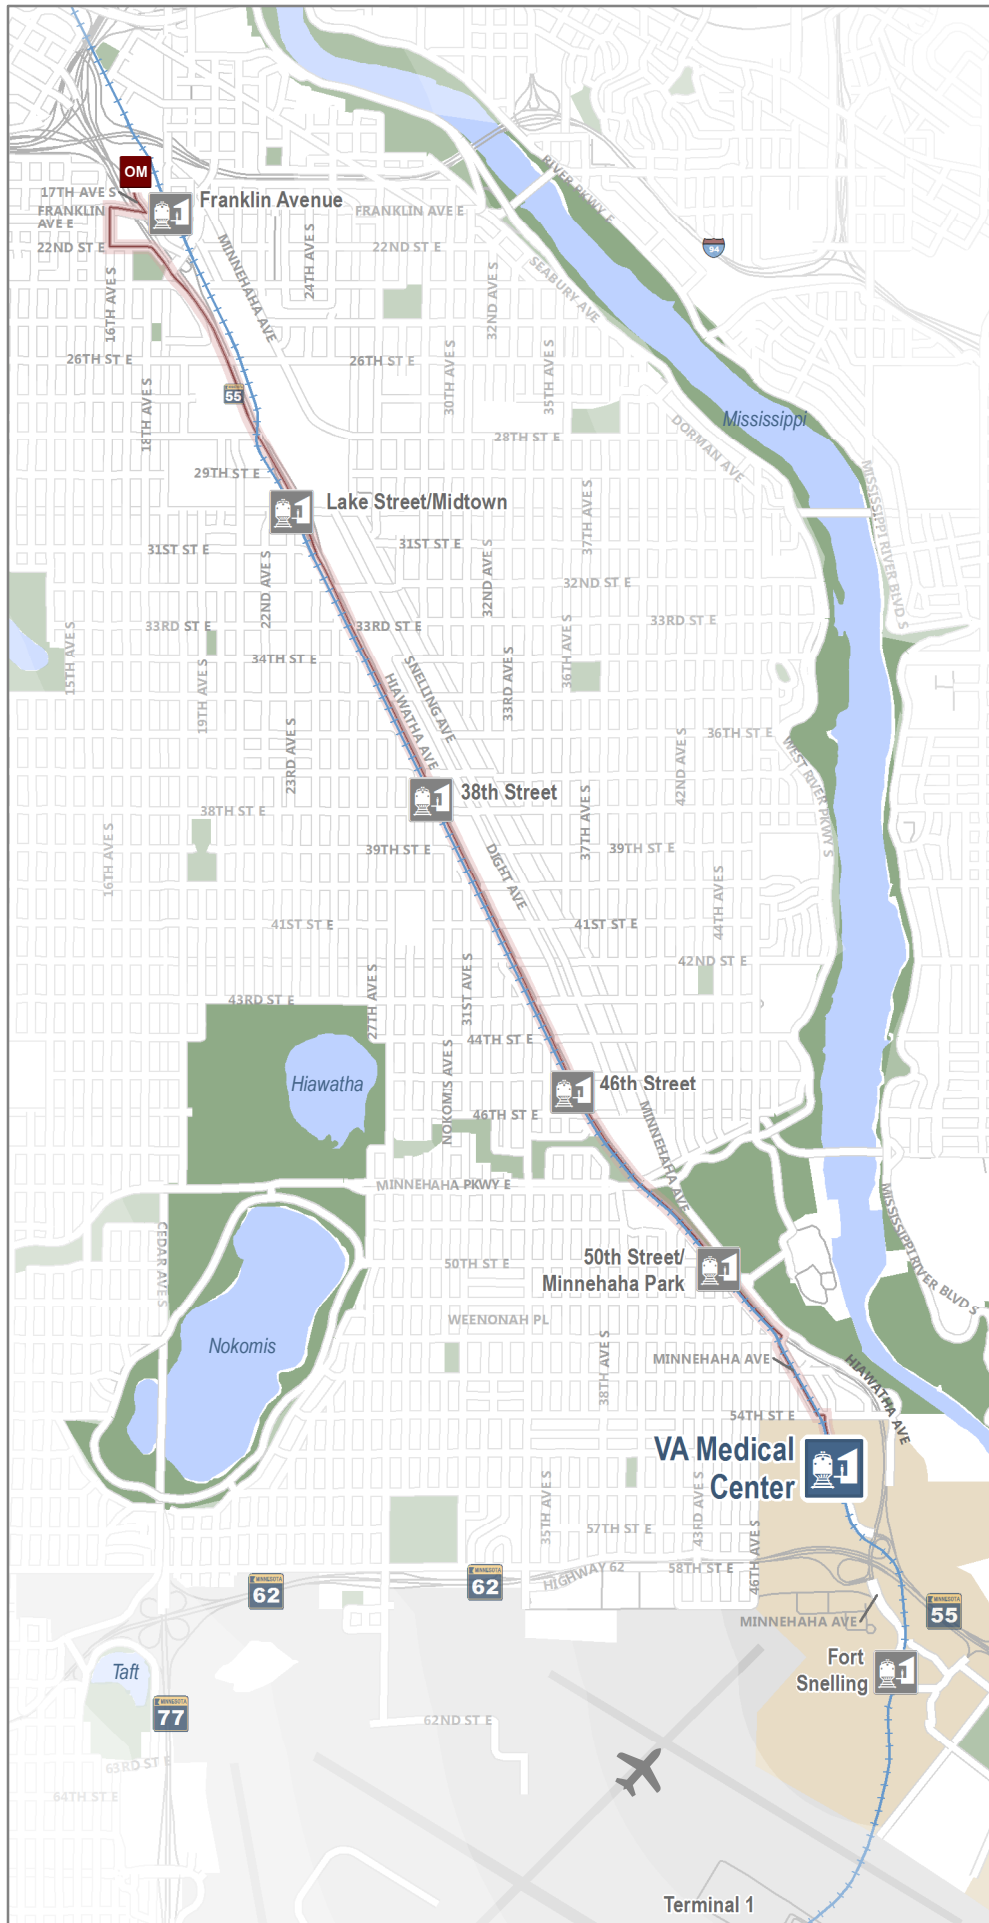 OM
17TH AVE S
Franklin Avenue
FRANKLIN
AVE E
FRANKLIN AVE E
RIVER PKWY E
22ND ST E
22ND ST E
94
MINNEHAHA AVE
24TH AVE S
SEABURY AVE
32ND AVE S
16TH AVE S
26TH ST E
26TH ST E
30TH AVE S
35TH AVE S
55
18TH AVE S
Mississippi
28TH ST E
DORMAN AVE
29TH ST E
MISSISSIPPI RIVER BLVD S
Lake Street/Midtown
37TH AVE S
31ST ST E
31ST ST E
22ND AVE S
32ND AVE S
32ND ST E
33RD ST E
33RD ST E
33RD ST E
15TH AVE S
34TH ST E
36TH AVE S
19TH AVE S
SNELLING AVE
HIAWATHA AVE
33RD AVE S
23RD AVE S
36TH ST E
42ND AVE S
WEST RIVER PKWY S
38th Street
38TH ST E
37TH AVE S
16TH AVE S
39TH ST E
39TH ST E
DIGHT AVE
44TH AVE S
41ST ST E
41ST ST E
42ND ST E
27TH AVE S
31ST AVE S
43RD ST E
44TH ST E
NOKOMIS AVE S
Hiawatha
46th Street
46TH ST E
MINNEHAHA AVE
MINNEHAHA PKWY E
MISSISSIPPI RIVER BLVD S
CEDAR AVE S
50TH ST E
50th Street/
Minnehaha Park
WEENONAH PL
Nokomis
38TH AVE S
MINNEHAHA AVE
HIAWATHA AVE
54TH ST E
VA Medical
Center
35TH AVE S
43RD AVE S
57TH ST E
46TH AVE S
58TH ST E
HIGHWAY 62
MINNESOTA
62
MINNESOTA
62
MINNESOTA
55
MINNEHAHA AVE
Fort
Snelling
Taft
MINNESOTA
77
62ND ST E
63RD ST E
64TH ST E
Terminal 1